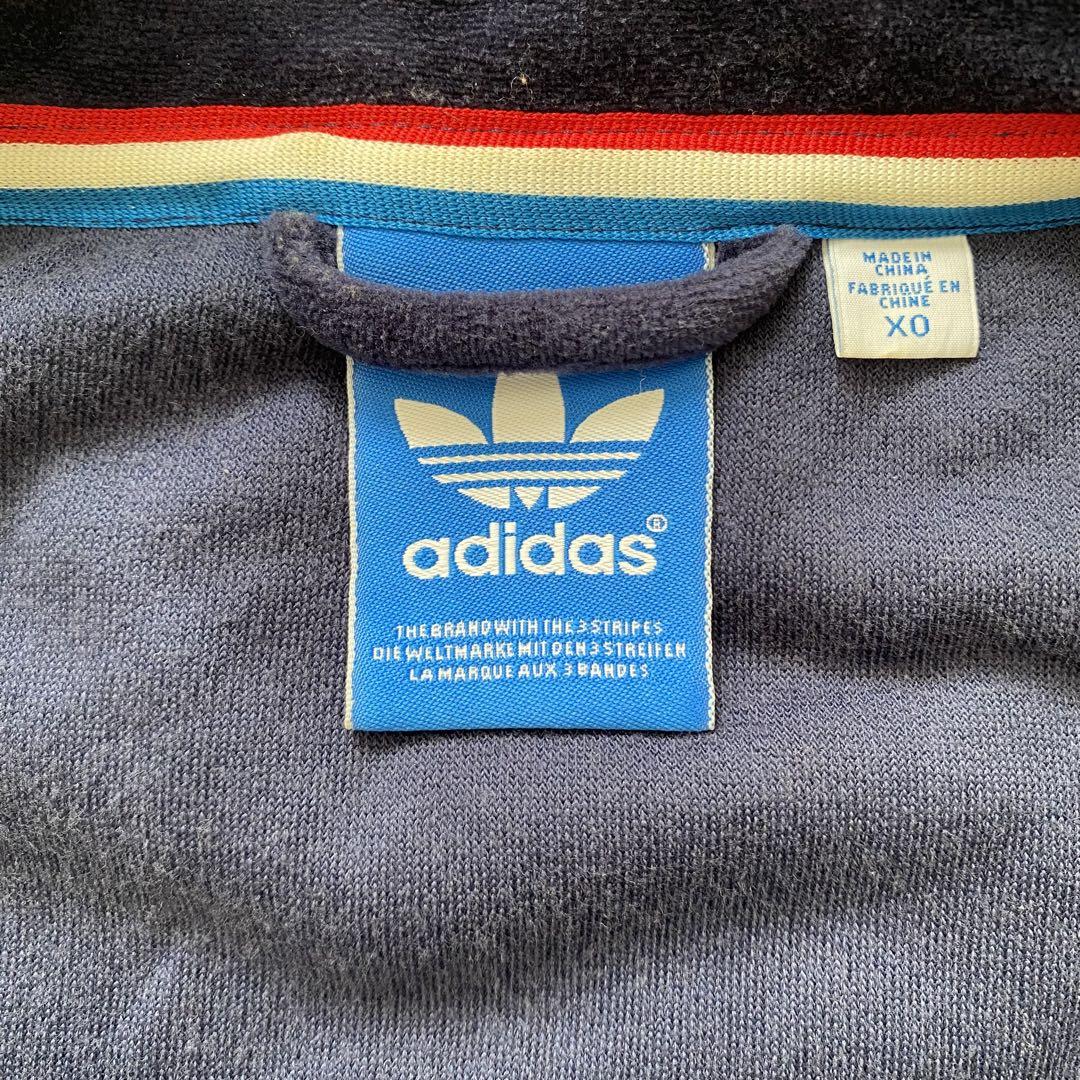 adidas®
THE BRAND WITH THE 3 STRIPES
DIE WELTMARKE MIT DEN 3 STREIFEN
LA MARQUE AUX 3 BANDES
MADE IN
CHINA
FABRIQUÉ EN
CHINE
XO